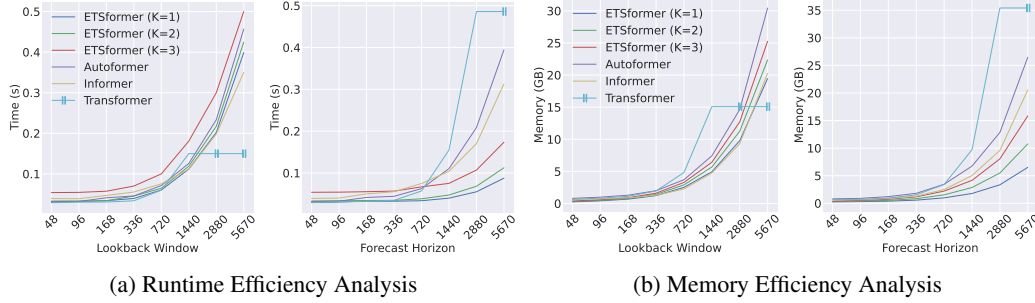 ETSformer (K=1)
ETSformer (K=2)
ETSformer (K=3)
Autoformer
Informer
Transformer
Time (s)
0.5
0.4
0.3
0.2
0.1
48 96 168 336 720 1440 2880 5670
Lookback Window
Time (s)
0.5
0.4
0.3
0.2
0.1
48 96 168 336 720 1440 2880 5670
Forecast Horizon
(a) Runtime Efficiency Analysis
ETSformer (K=1)
ETSformer (K=2)
ETSformer (K=3)
Autoformer
Informer
Transformer
Memory (GB)
30
25
20
15
10
5
0
48 96 168 336 720 1440 2880 5670
Lookback Window
Memory (GB)
35
30
25
20
15
10
5
0
48 96 168 336 720 1440 2880 5670
Forecast Horizon
(b) Memory Efficiency Analysis